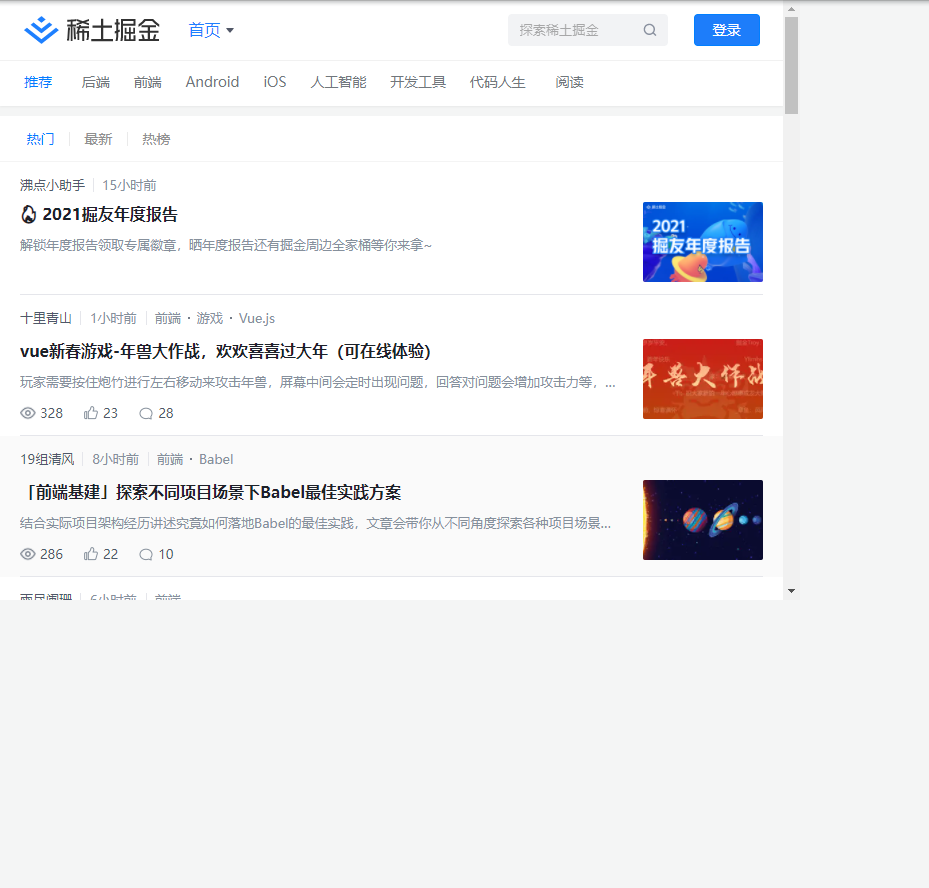 稀土掘金 首页 探索稀土掘金 登录
推荐 后端 前端 Android iOS 人工智能 开发工具 代码人生 阅读
热门 最新 热榜
沸点小助手 15小时前
2021掘友年度报告
解锁年度报告领取专属徽章，晒年度报告还有掘金周边全家桶等你来拿~
2021
掘友年度报告
十里青山 1小时前 前端 · 游戏 · Vue.js
vue新春游戏-年兽大作战，欢欢喜喜过大年（可在线体验）
玩家需要按住炮竹进行左右移动来攻击年兽，屏幕中间会定时出现问题，回答对问题会增加攻击力等，...
年兽大作战
328 23 28
19组清风 8小时前 前端 · Babel
「前端基建」探索不同项目场景下Babel最佳实践方案
结合实际项目架构经历讲述究竟如何落地Babel的最佳实践，文章会带你从不同角度探索各种项目场景...
286 22 10
6小时前 前端